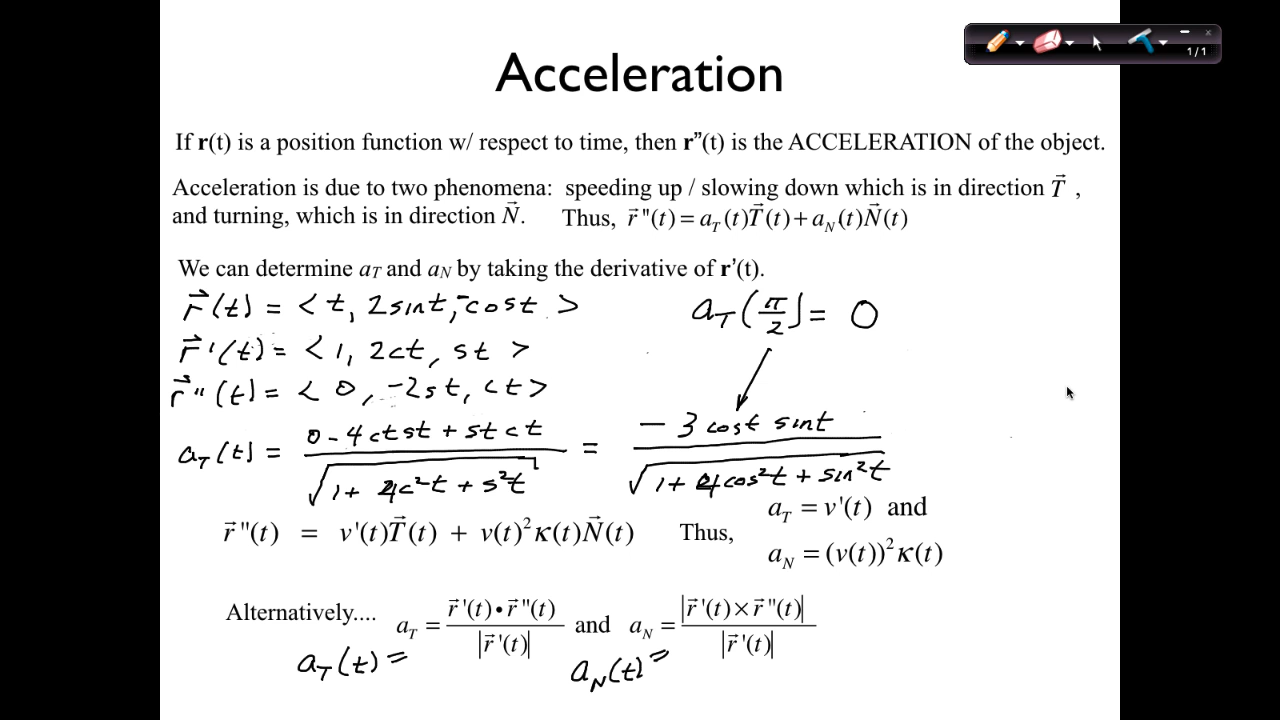 1/1
Acceleration
If r(t) is a position function w/ respect to time, then r”(t) is the ACCELERATION of the object.
Acceleration is due to two phenomena: speeding up / slowing down which is in direction T⃗ ,
and turning, which is in direction N⃗. Thus, r⃗ "(t) = a_T(t)T⃗(t) + a_N(t)N⃗(t)
We can determine a_T and a_N by taking the derivative of r’(t).
r⃗(t) = < t, 2sint, -cost > a_T(π/2) = 0
r⃗'(t) = < 1, 2ct, st >
r⃗"(t) = < 0, -2st, ct >
a_T(t) = (0 - 4ctst + stct) / √(1 + 4c²t + s²t) = (-3 cost sint) / √(1 + 4cos²t + sin²t)
r⃗ "(t) = v'(t)T⃗(t) + v(t)²κ(t)N⃗(t) Thus, a_T = v'(t) and
a_N = (v(t))²κ(t)
Alternatively.... a_T = (r⃗ '(t)•r⃗ "(t)) / |r⃗ '(t)| and a_N = |r⃗ '(t)×r⃗ "(t)| / |r⃗ '(t)|
a_T(t) = a_N(t) =